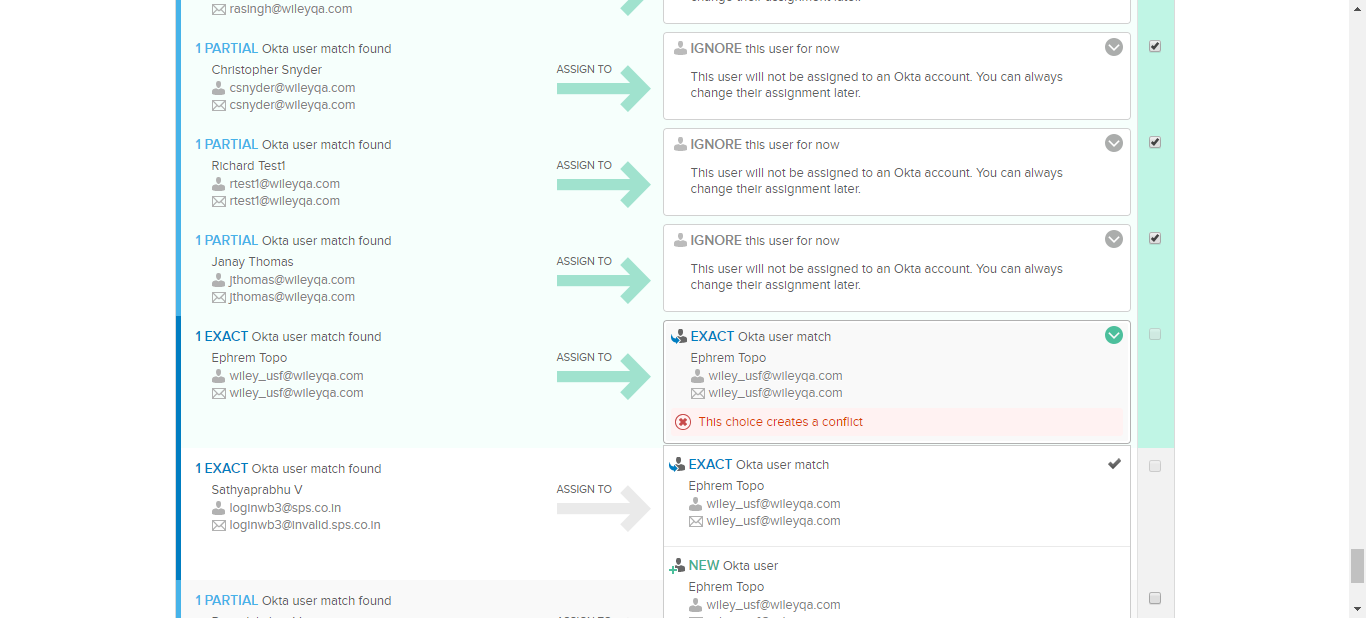 rasingh@wileyqa.com
1 PARTIAL Okta user match found
Christopher Snyder
csnyder@wileyqa.com
csnyder@wileyqa.com
ASSIGN TO
IGNORE this user for now
This user will not be assigned to an Okta account. You can always
change their assignment later.
1 PARTIAL Okta user match found
Richard Test1
rtest1@wileyqa.com
rtest1@wileyqa.com
ASSIGN TO
IGNORE this user for now
This user will not be assigned to an Okta account. You can always
change their assignment later.
1 PARTIAL Okta user match found
Janay Thomas
jthomas@wileyqa.com
jthomas@wileyqa.com
ASSIGN TO
IGNORE this user for now
This user will not be assigned to an Okta account. You can always
change their assignment later.
1 EXACT Okta user match found
Ephrem Topo
wiley_usf@wileyqa.com
wiley_usf@wileyqa.com
ASSIGN TO
EXACT Okta user match
Ephrem Topo
wiley_usf@wileyqa.com
wiley_usf@wileyqa.com
This choice creates a conflict
1 EXACT Okta user match found
Sathyaprabhu V
loginwb3@sps.co.in
loginwb3@invalid.sps.co.in
ASSIGN TO
EXACT Okta user match
Ephrem Topo
wiley_usf@wileyqa.com
wiley_usf@wileyqa.com
NEW Okta user
Ephrem Topo
wiley_usf@wileyqa.com
1 PARTIAL Okta user match found